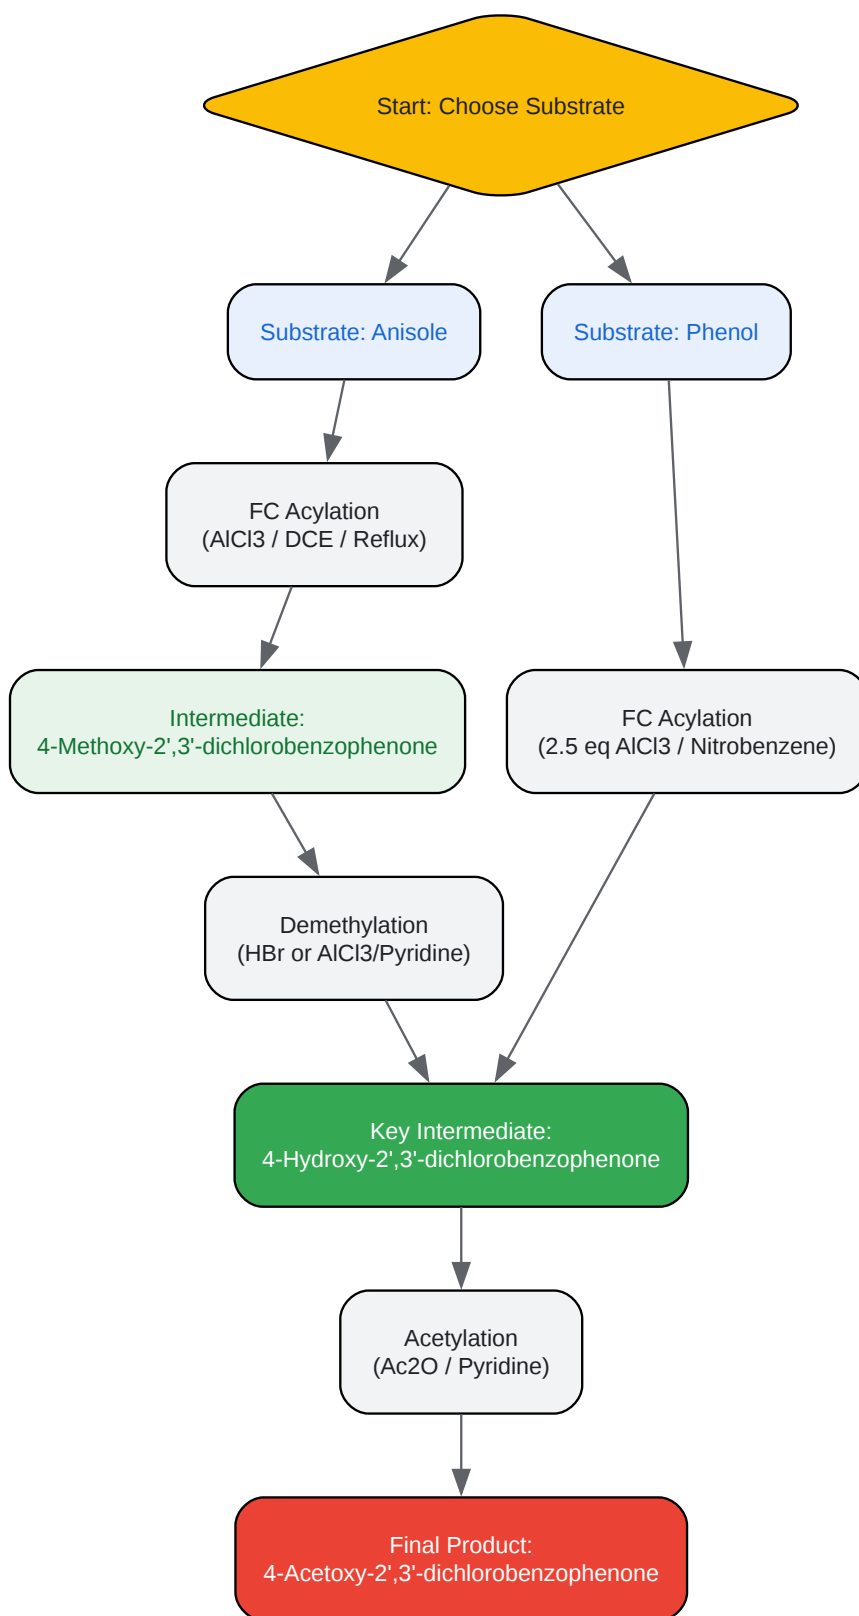 Start: Choose Substrate
Substrate: Anisole
Substrate: Phenol
FC Acylation
(AlCl3 / DCE / Reflux)
Intermediate:
4-Methoxy-2',3'-dichlorobenzophenone
FC Acylation
(2.5 eq AlCl3 / Nitrobenzene)
Demethylation
(HBr or AlCl3/Pyridine)
Key Intermediate:
4-Hydroxy-2',3'-dichlorobenzophenone
Acetylation
(Ac2O / Pyridine)
Final Product:
4-Acetoxy-2',3'-dichlorobenzophenone